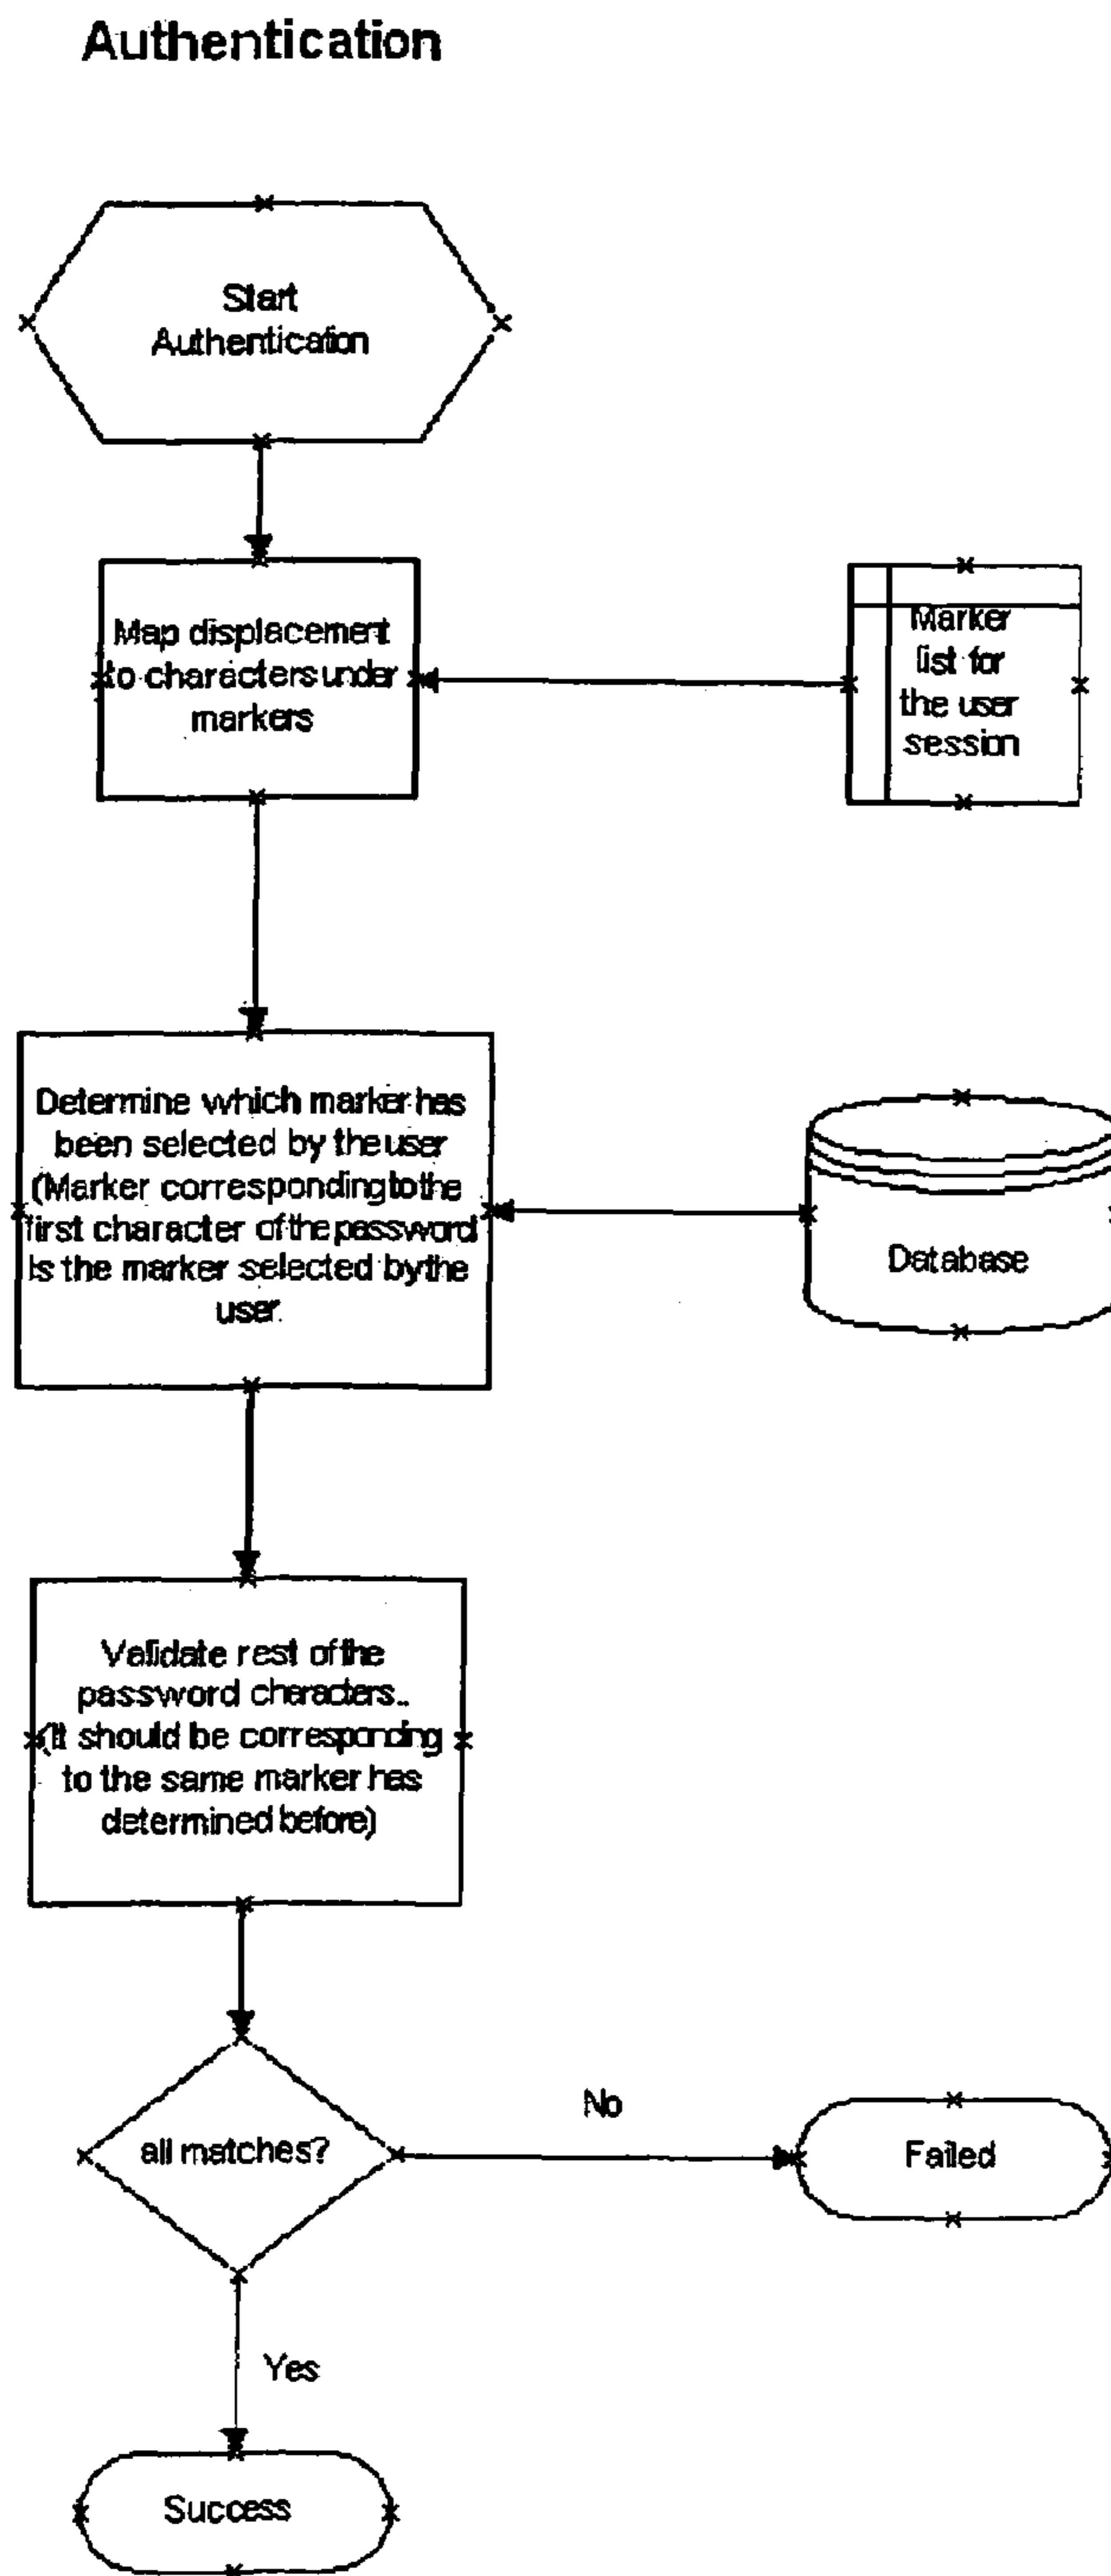 Authentication
Start
Authentication
Map displacement
to characters under
markers
Marker
list for
the user
session
Determine which marker has
been selected by the user
(Marker corresponding to the
first character of the password
is the marker selected by the
user.
Database
Validate rest of the
password characters..
(It should be corresponding
to the same marker has
determined before)
all matches?
No
Failed
Yes
Success